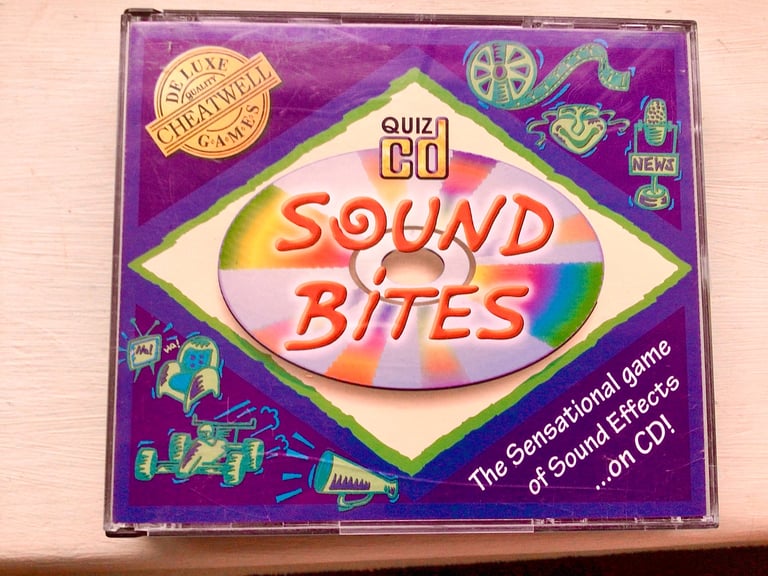 DE LUXE
QUALITY
CHEATWELL
G•A•M•E•S
QUIZ
cd
SOUND
BiTES
NEWS
Ha!
Ha!
The Sensational game
of Sound Effects
...on CD!